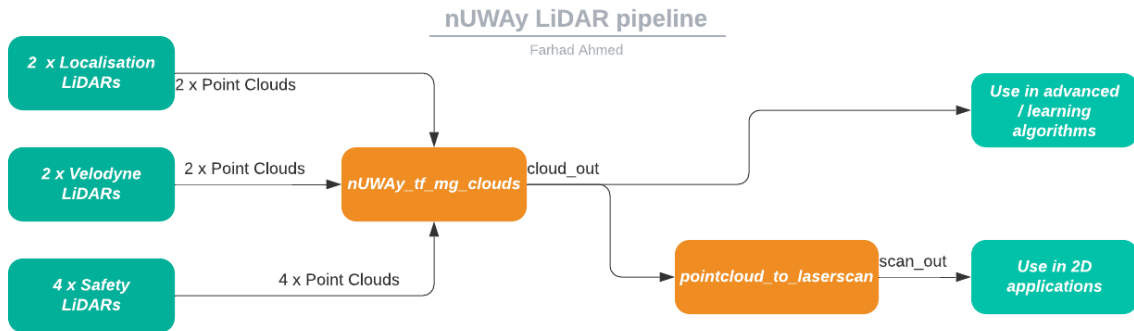 nUWAy LiDAR pipeline
Farhad Ahmed
2 x Localisation
LiDARs
2 x Point Clouds
2 x Velodyne
LiDARs
2 x Point Clouds
4 x Safety
LiDARs
4 x Point Clouds
nUWAy_tf_mg_clouds
cloud_out
Use in advanced
/ learning
algorithms
pointcloud_to_laserscan
scan_out
Use in 2D
applications